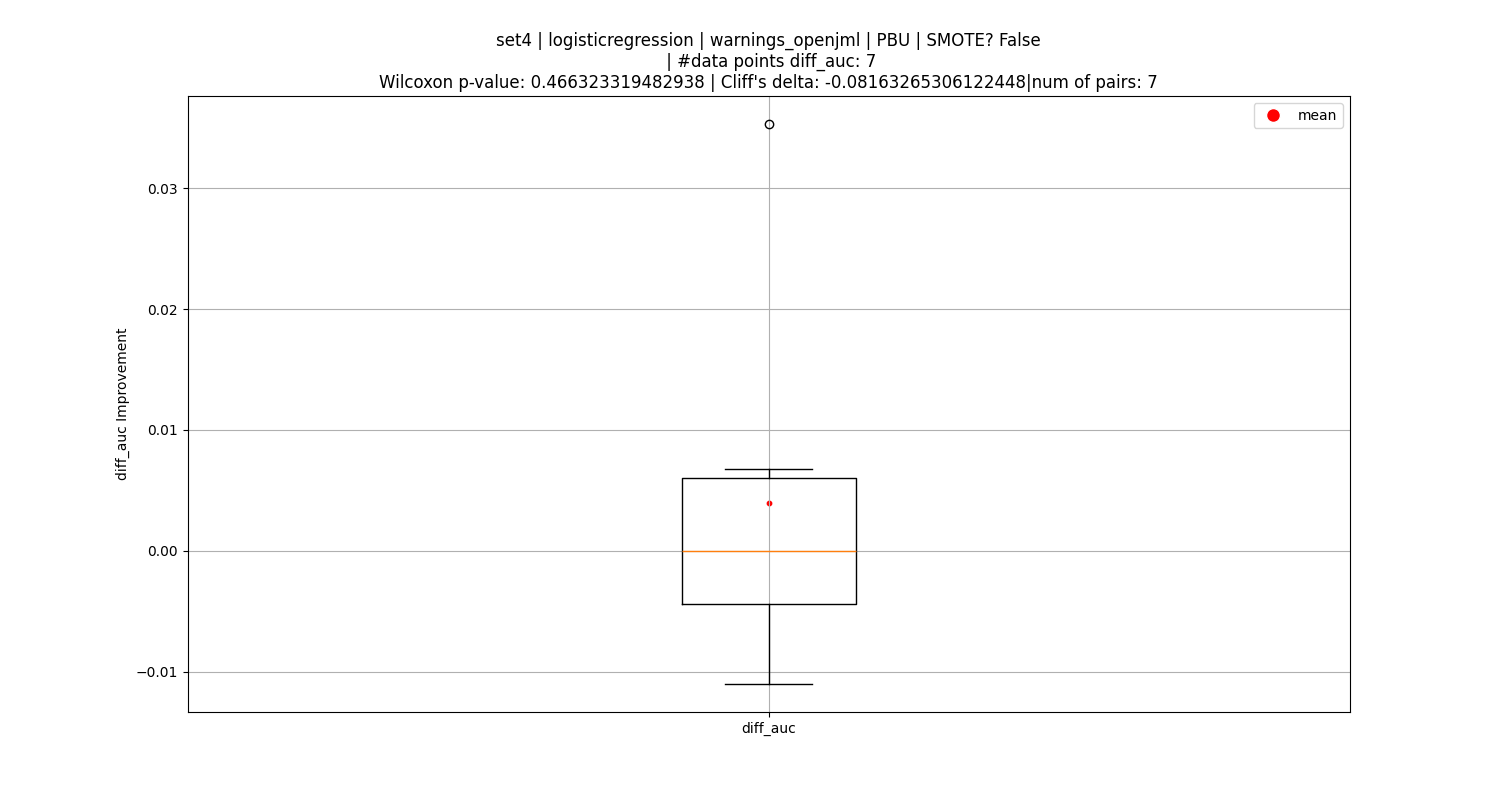 set4 | logisticregression | warnings_openjml | PBU | SMOTE? False
| #data points diff_auc: 7
Wilcoxon p-value: 0.466323319482938 | Cliff's delta: -0.08163265306122448|num of pairs: 7
mean
0.03
0.02
0.01
0.00
−0.01
diff_auc Improvement
diff_auc